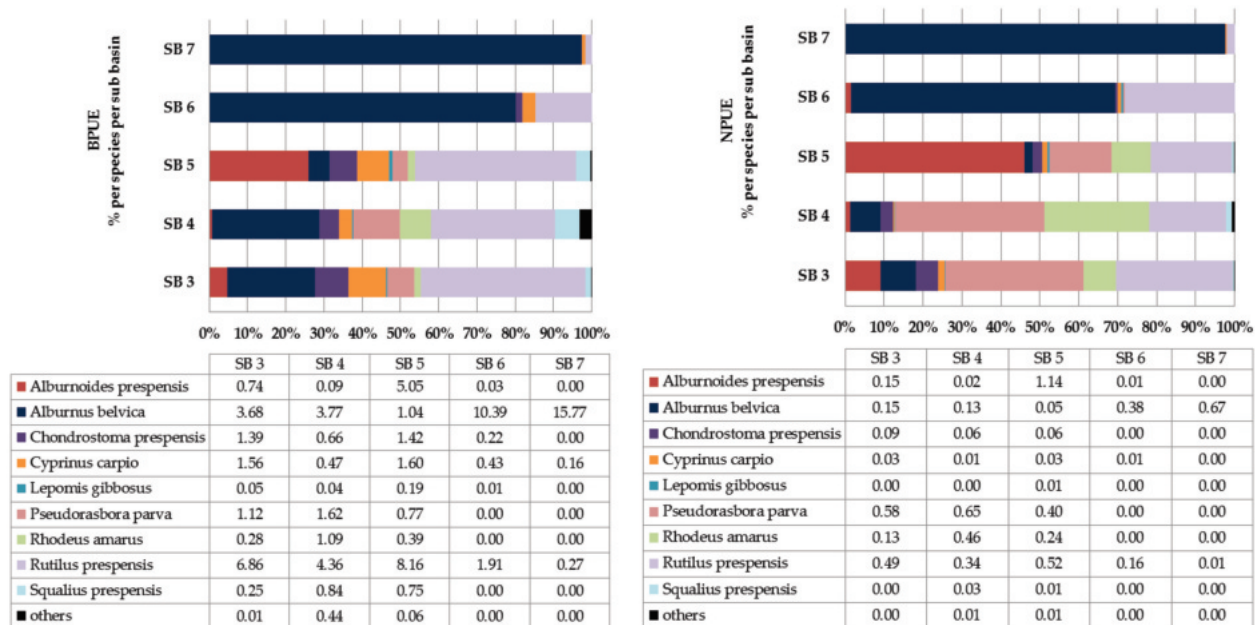 BPUE
% per species per sub basin
SB 7
SB 6
SB 5
SB 4
SB 3
0% 10% 20% 30% 40% 50% 60% 70% 80% 90% 100%
SB 3 SB 4 SB 5 SB 6 SB 7
Alburnoides prespensis 0.74 0.09 5.05 0.03 0.00
Alburnus belvica 3.68 3.77 1.04 10.39 15.77
Chondrostoma prespensis 1.39 0.66 1.42 0.22 0.00
Cyprinus carpio 1.56 0.47 1.60 0.43 0.16
Lepomis gibbosus 0.05 0.04 0.19 0.01 0.00
Pseudorasbora parva 1.12 1.62 0.77 0.00 0.00
Rhodeus amarus 0.28 1.09 0.39 0.00 0.00
Rutilus prespensis 6.86 4.36 8.16 1.91 0.27
Squalius prespensis 0.25 0.84 0.75 0.00 0.00
others 0.01 0.44 0.06 0.00 0.00
NPUE
% per species per sub basin
SB 7
SB 6
SB 5
SB 4
SB 3
0% 10% 20% 30% 40% 50% 60% 70% 80% 90% 100%
SB 3 SB 4 SB 5 SB 6 SB 7
Alburnoides prespensis 0.15 0.02 1.14 0.01 0.00
Alburnus belvica 0.15 0.13 0.05 0.38 0.67
Chondrostoma prespensis 0.09 0.06 0.06 0.00 0.00
Cyprinus carpio 0.03 0.01 0.03 0.01 0.00
Lepomis gibbosus 0.00 0.00 0.01 0.00 0.00
Pseudorasbora parva 0.58 0.65 0.40 0.00 0.00
Rhodeus amarus 0.13 0.46 0.24 0.00 0.00
Rutilus prespensis 0.49 0.34 0.52 0.16 0.01
Squalius prespensis 0.00 0.03 0.01 0.00 0.00
others 0.00 0.01 0.01 0.00 0.00